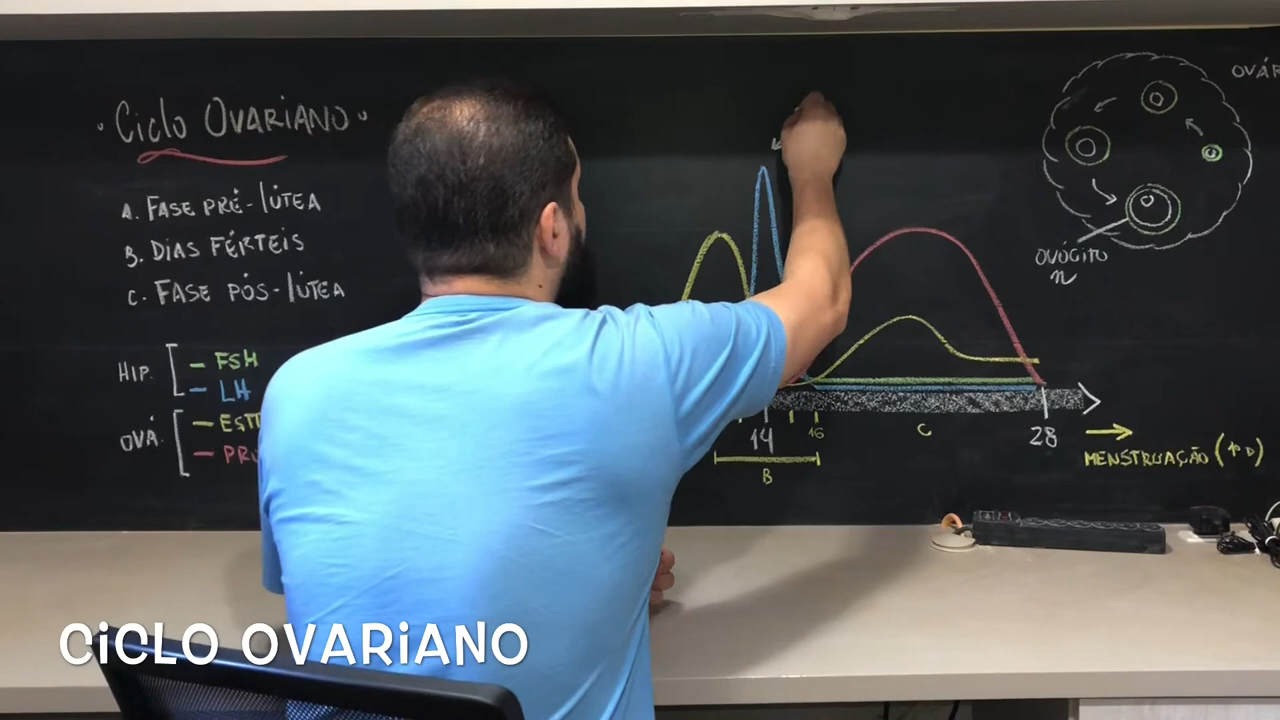 · Ciclo OVARIANO ·
A. FASE PRÉ-LÚTEA
B. DIAS FÉRTEIS
C. FASE PÓS-LÚTEA
HIP.
- FSH
- LH
OVÁ.
14
16
C
28
B
MENSTRUAÇÃO (1º D)
OVÓCITO
n
CiCLO OVARiANO